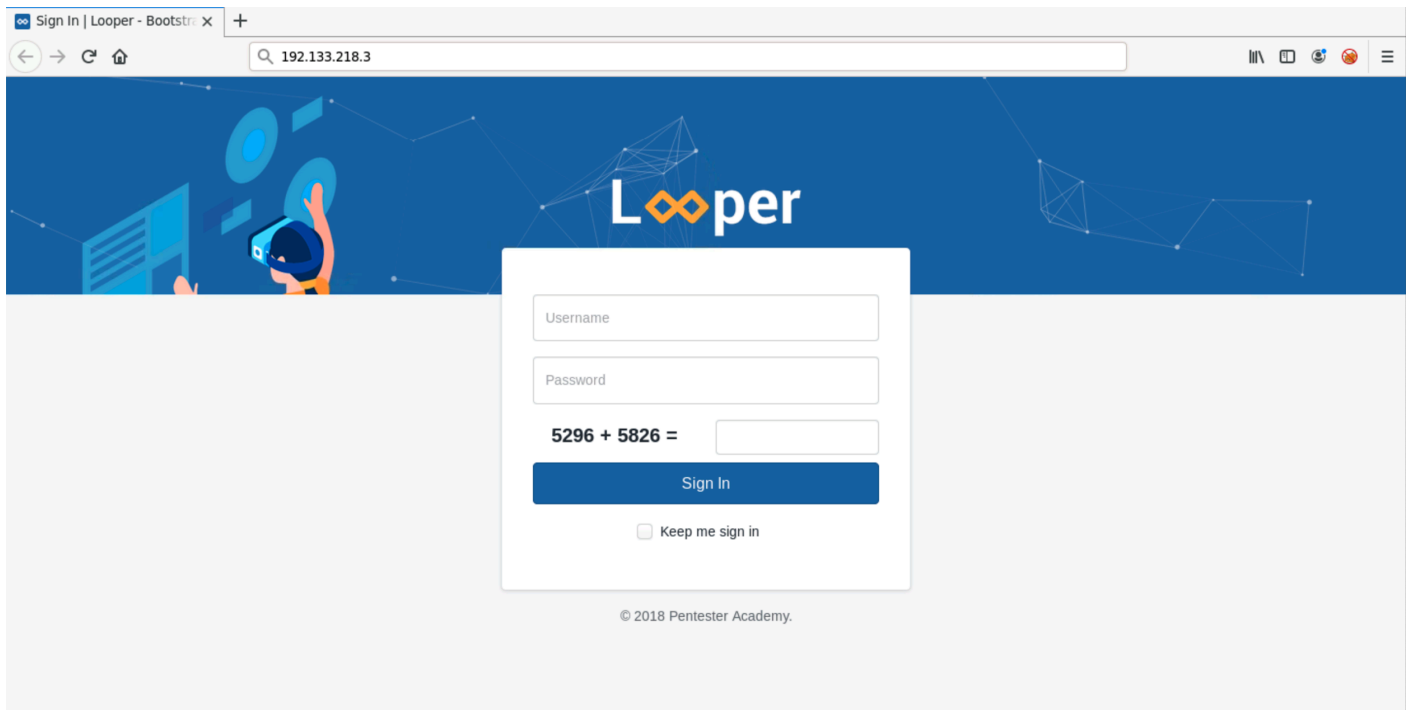 Sign In | Looper - Bootstra
192.133.218.3
Looper
Username
Password
5296 + 5826 =
Sign In
Keep me sign in
© 2018 Pentester Academy.